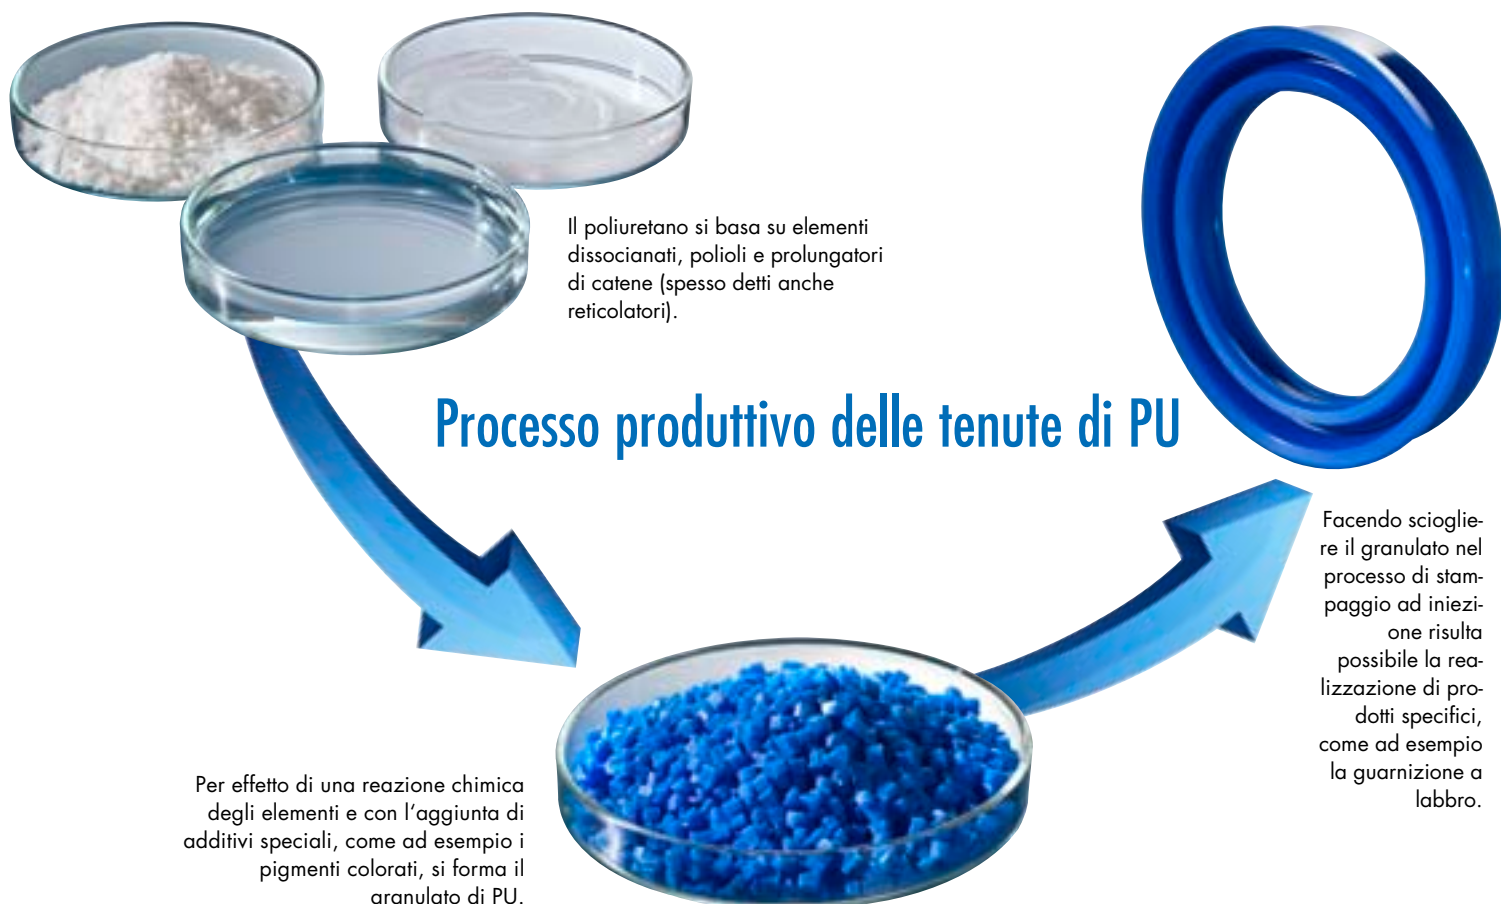 Il poliuretano si basa su elementi
dissocianati, polioli e prolungatori
di catene (spesso detti anche
reticolatori).
Processo produttivo delle tenute di PU
Facendo scioglie-
re il granulato nel
processo di stam-
paggio ad iniezi-
one risulta
possibile la rea-
lizzazione di pro-
dotti specifici,
come ad esempio
la guarnizione a
labbro.
Per effetto di una reazione chimica
degli elementi e con l‘aggiunta di
additivi speciali, come ad esempio i
pigmenti colorati, si forma il
granulato di PU.